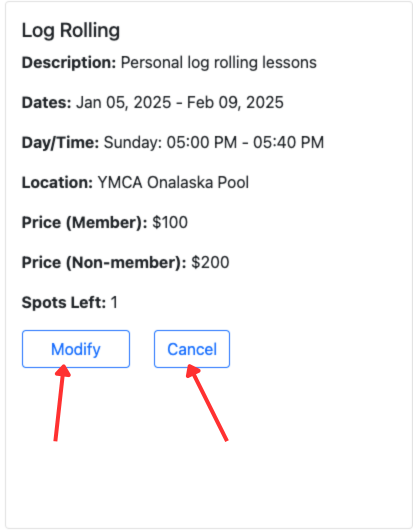 Log Rolling
Description: Personal log rolling lessons
Dates: Jan 05, 2025 - Feb 09, 2025
Day/Time: Sunday: 05:00 PM - 05:40 PM
Location: YMCA Onalaska Pool
Price (Member): $100
Price (Non-member): $200
Spots Left: 1
Modify Cancel